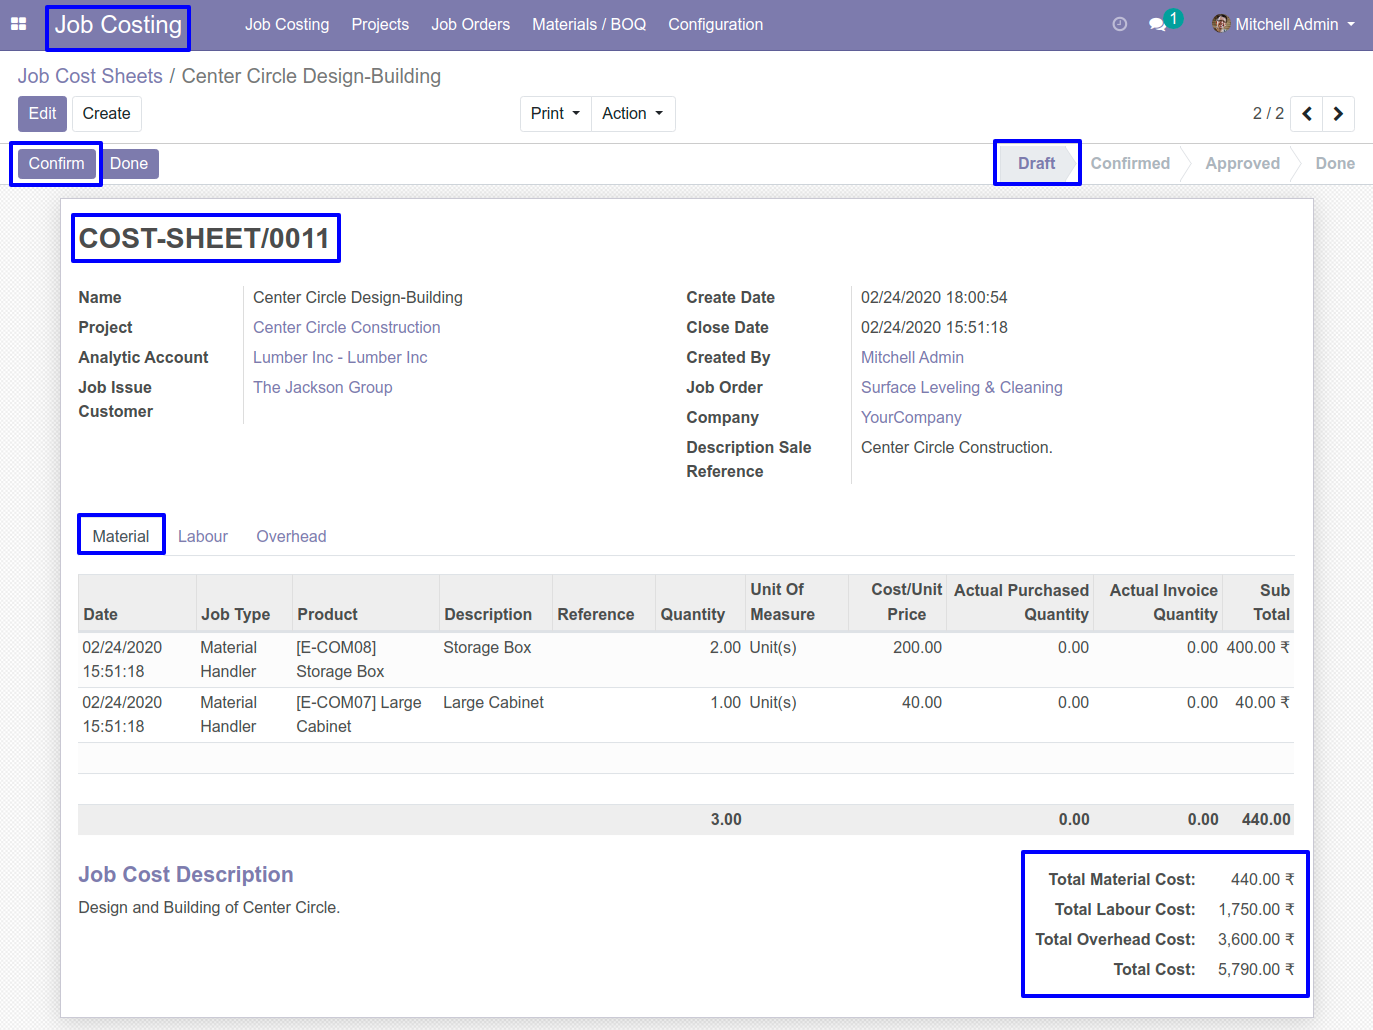 Job Costing Job Costing Projects Job Orders Materials / BOQ Configuration 1 Mitchell Admin
Job Cost Sheets / Center Circle Design-Building
Edit Create Print Action 2 / 2
Confirm Done Draft Confirmed Approved Done
COST-SHEET/0011
Name Center Circle Design-Building
Project Center Circle Construction
Analytic Account Lumber Inc - Lumber Inc
Job Issue The Jackson Group
Customer
Create Date 02/24/2020 18:00:54
Close Date 02/24/2020 15:51:18
Created By Mitchell Admin
Job Order Surface Leveling & Cleaning
Company YourCompany
Description Sale Center Circle Construction.
Reference
Material Labour Overhead
Unit Of Cost/Unit Actual Purchased Actual Invoice Sub
Date Job Type Product Description Reference Quantity Measure Price Quantity Quantity Total
02/24/2020 Material [E-COM08] Storage Box 2.00 Unit(s) 200.00 0.00 0.00 400.00 ₹
15:51:18 Handler Storage Box
02/24/2020 Material [E-COM07] Large Large Cabinet 1.00 Unit(s) 40.00 0.00 0.00 40.00 ₹
15:51:18 Handler Cabinet
3.00 0.00 0.00 440.00
Job Cost Description
Design and Building of Center Circle.
Total Material Cost: 440.00 ₹
Total Labour Cost: 1,750.00 ₹
Total Overhead Cost: 3,600.00 ₹
Total Cost: 5,790.00 ₹